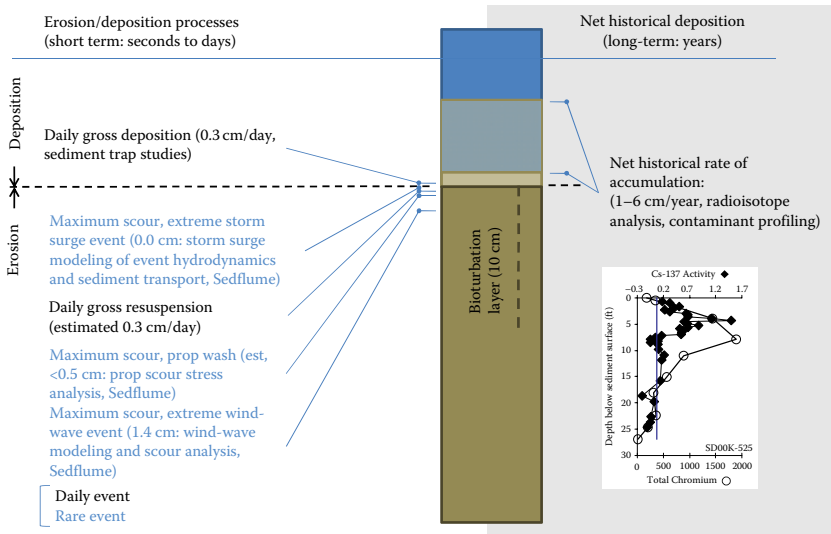 Erosion/deposition processes
(short term: seconds to days)
Net historical deposition
(long-term: years)
Deposition
Erosion
Daily gross deposition (0.3 cm/day,
sediment trap studies)
Maximum scour, extreme storm
surge event (0.0 cm: storm surge
modeling of event hydrodynamics
and sediment transport, Sedflume)
Daily gross resuspension
(estimated 0.3 cm/day)
Maximum scour, prop wash (est,
<0.5 cm: prop scour stress
analysis, Sedflume)
Maximum scour, extreme wind-
wave event (1.4 cm: wind-wave
modeling and scour analysis,
Sedflume)
Daily event
Rare event
Bioturbation
layer (10 cm)
Net historical rate of
accumulation:
(1–6 cm/year, radioisotope
analysis, contaminant profiling)
Cs-137 Activity
−0.3 0.2 0.7 1.2 1.7
Depth below sediment surface (ft)
0
5
10
15
20
25
30
SD00K-525
0 500 1000 1500 2000
Total Chromium